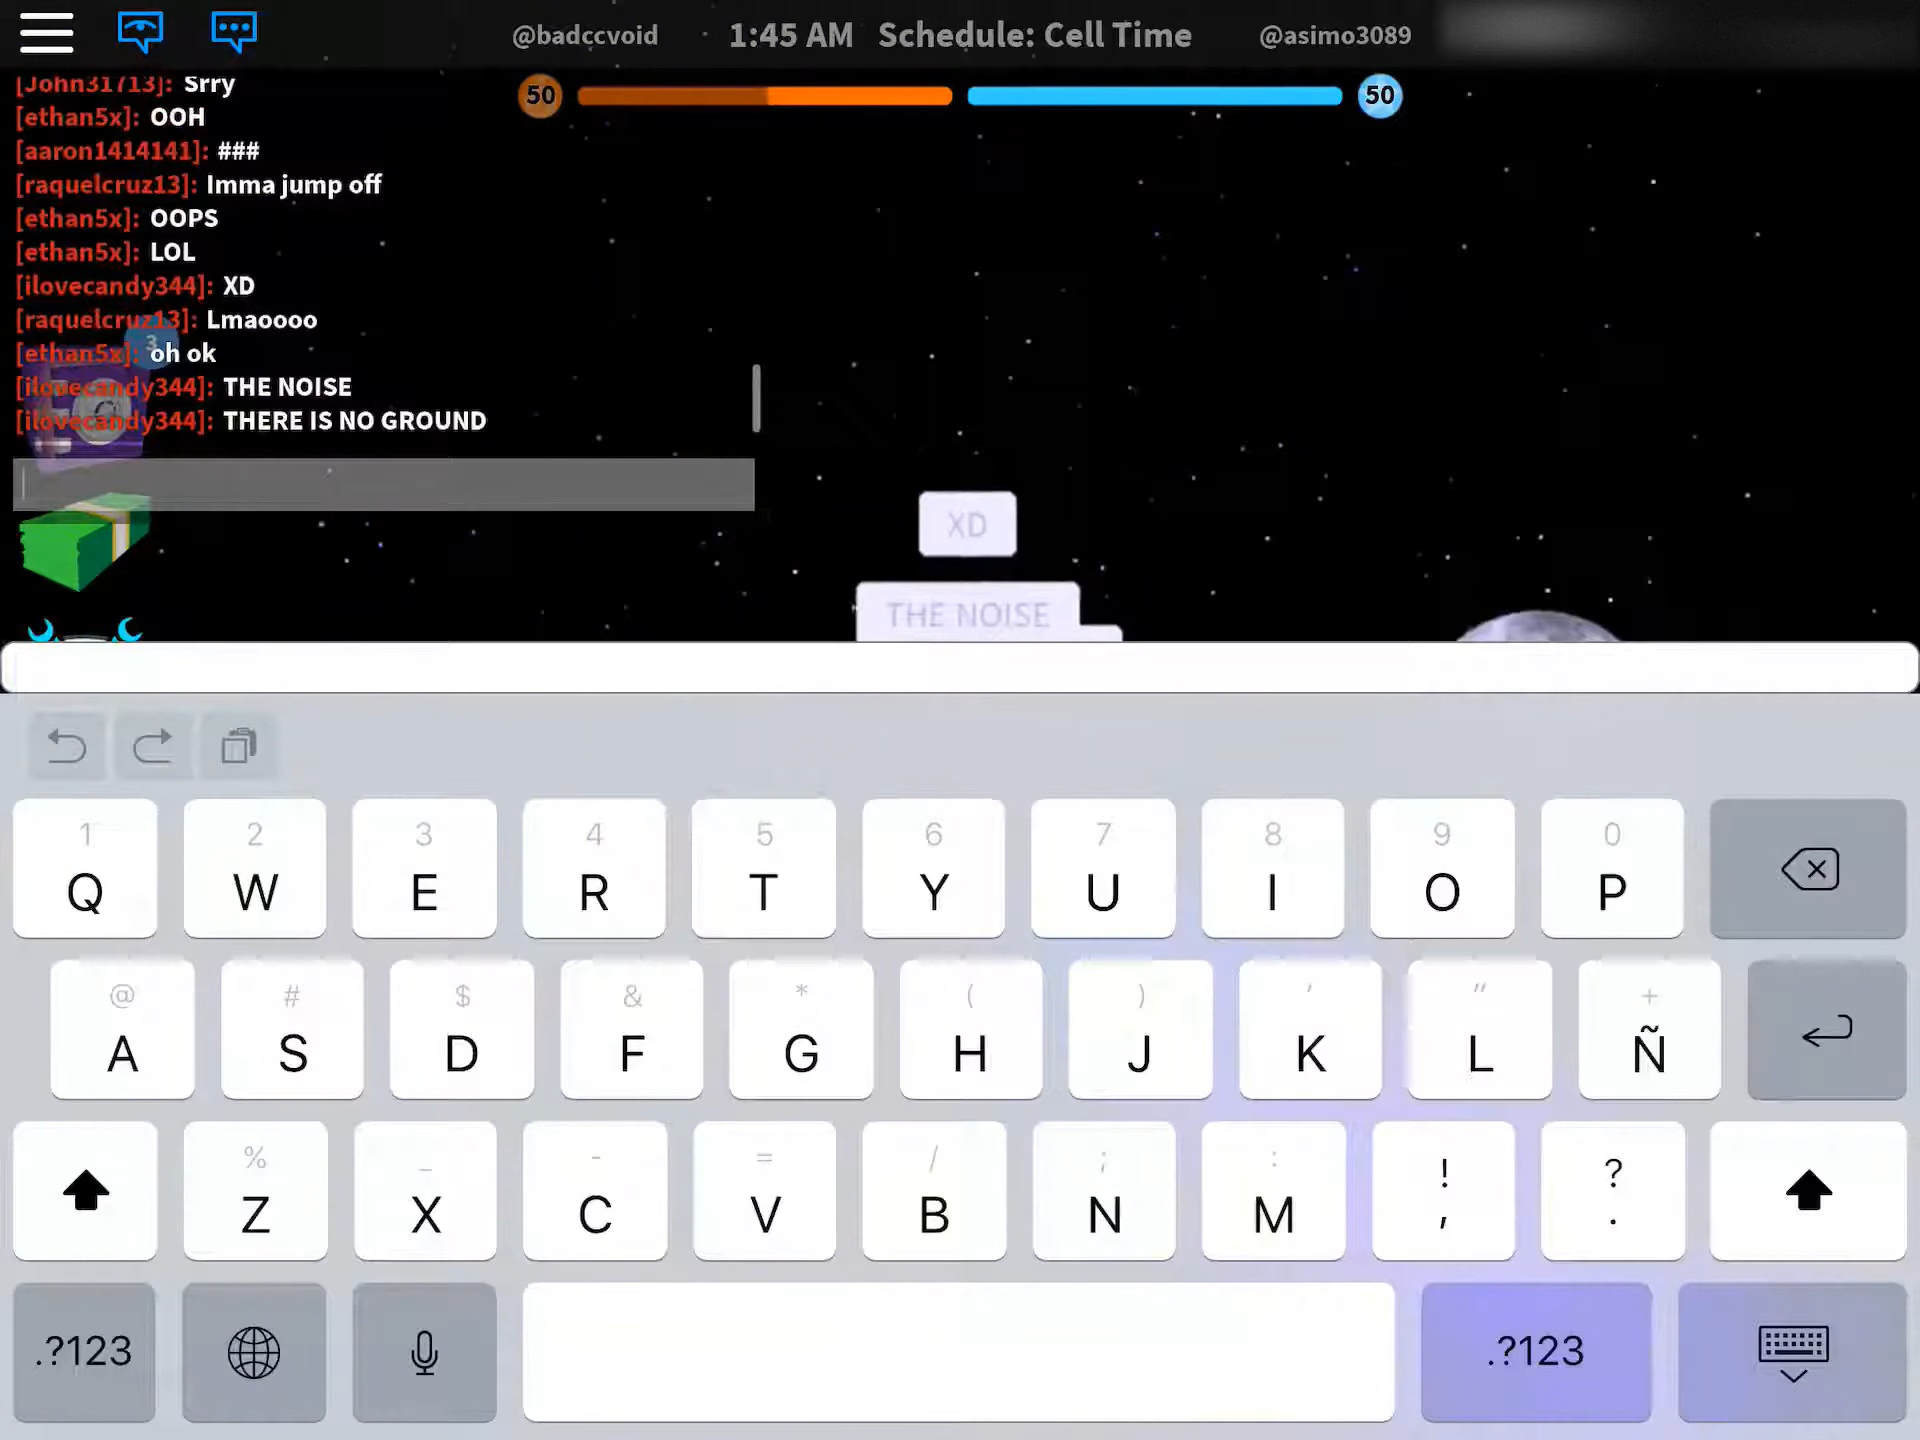 @badccvoid 1:45 AM Schedule: Cell Time @asimo3089
50 50
[John31713]: Srry
[ethan5x]: OOH
[aaron1414141]: ###
[raquelcruz13]: Imma jump off
[ethan5x]: OOPS
[ethan5x]: LOL
[ilovecandy344]: XD
[raquelcruz13]: Lmaoooo
3
[ethan5x]: oh ok
[ilovecandy344]: THE NOISE
[ilovecandy344]: THERE IS NO GROUND
XD
THE NOISE
1 2 3 4 5 6 7 8 9 0
Q W E R T Y U I O P
@ # $ & * ( ) ' " +
A S D F G H J K L Ñ
% _ - = / ; : ! ?
Z X C V B N M , .
.?123 .?123